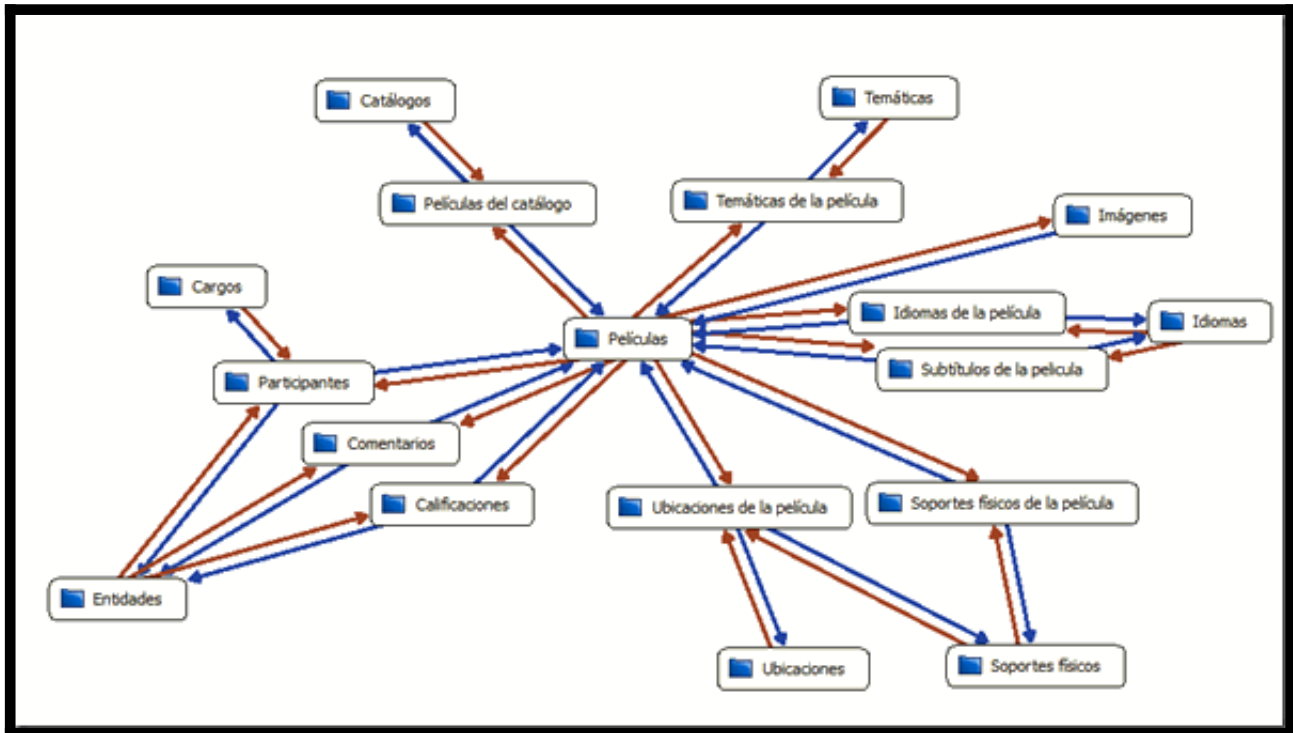 Catálogos
Temáticas
Películas del catálogo
Temáticas de la película
Imágenes
Cargos
Idiomas de la película
Idiomas
Películas
Subtítulos de la pelicula
Participantes
Comentarios
Calificaciones
Ubicaciones de la película
Soportes físicos de la película
Entidades
Ubicaciones
Soportes físicos